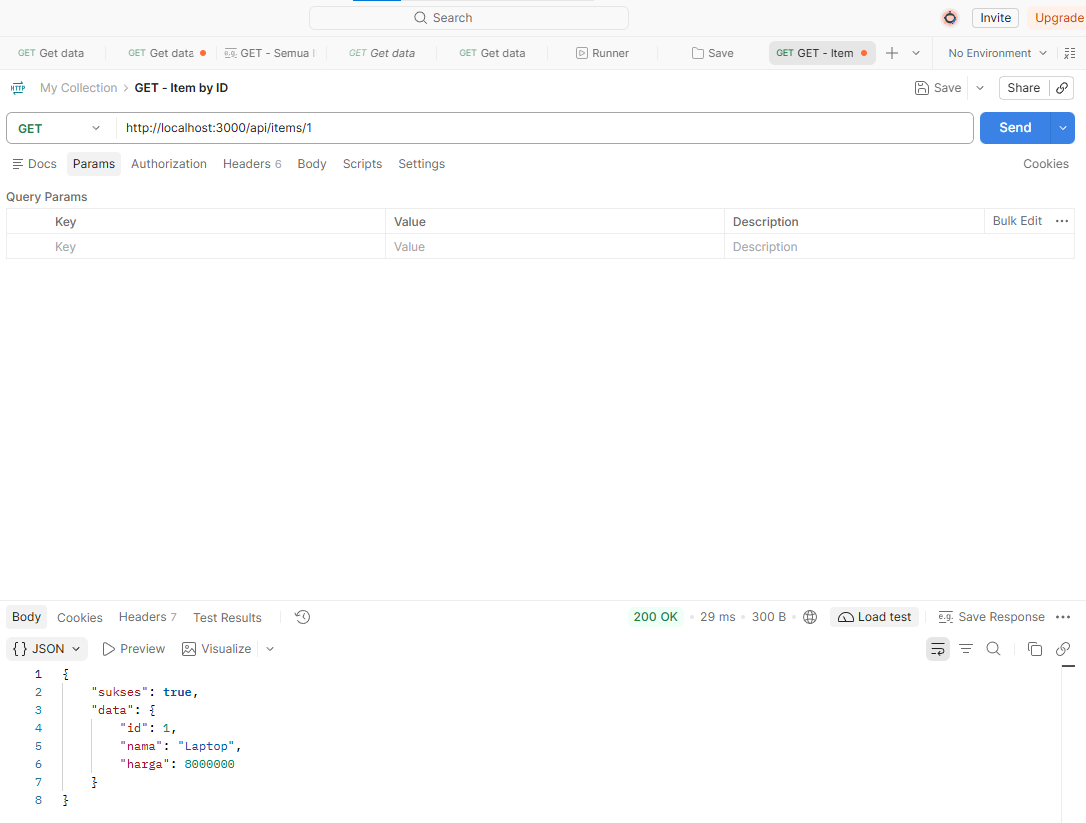 Search
Invite
Upgrade
GET Get data
GET Get data
GET - Semua
GET Get data
GET Get data
Runner
Save
GET GET - Item
No Environment
HTTP My Collection > GET - Item by ID
Save
Share
GET
http://localhost:3000/api/items/1
Send
Docs Params Authorization Headers 6 Body Scripts Settings Cookies
Query Params
Key Value Description Bulk Edit
Key Value Description
Body Cookies Headers 7 Test Results 200 OK 29 ms 300 B Load test e.g. Save Response
{} JSON Preview Visualize
1 {
2 "sukses": true,
3 "data": {
4 "id": 1,
5 "nama": "Laptop",
6 "harga": 8000000
7 }
8 }